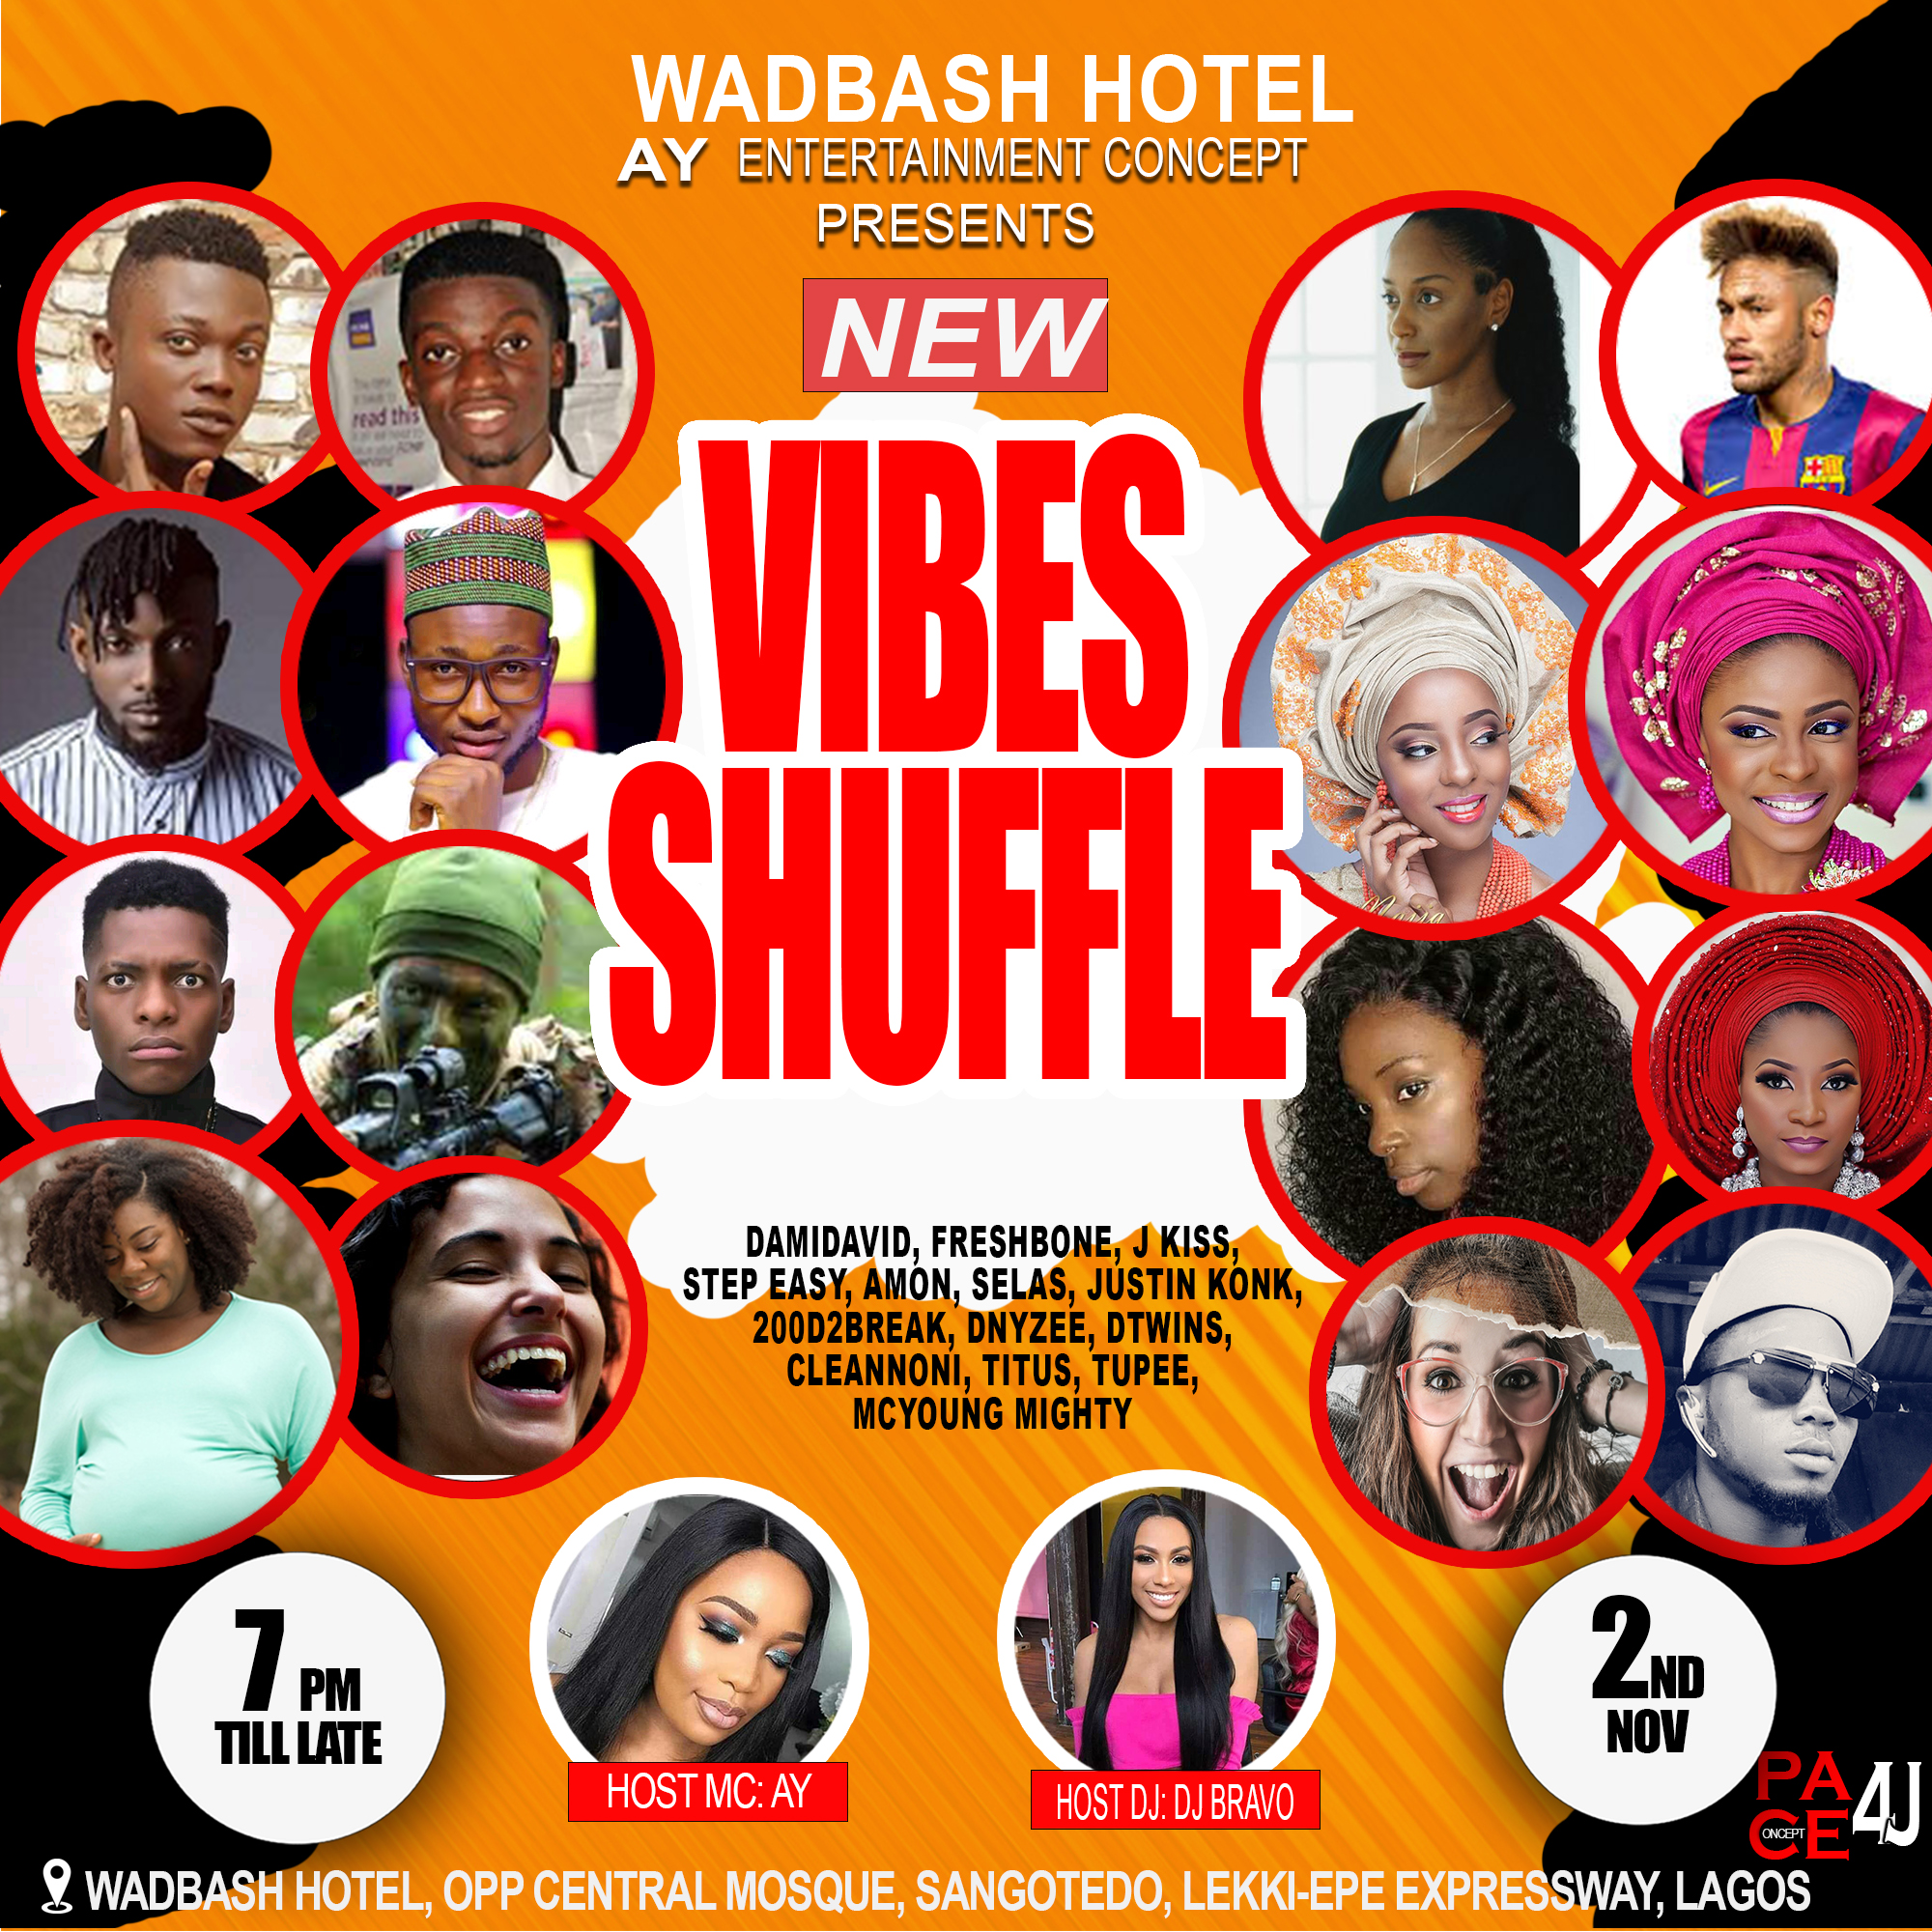 WADBASH HOTEL
AY ENTERTAINMENT CONCEPT
PRESENTS
NEW
VIBES
SHUFFLE
read this
DAMIDAVID, FRESHBONE, J KISS,
STEP EASY, AMON, SELAS, JUSTIN KONK,
200D2BREAK, DNYZEE, DTWINS,
CLEANNONI, TITUS, TUPEE,
MCYOUNG MIGHTY
7 PM
TILL LATE
HOST MC: AY
HOST DJ: DJ BRAVO
2ND
NOV
PA
CE
ONCEPT
4J
WADBASH HOTEL, OPP CENTRAL MOSQUE, SANGOTEDO, LEKKI-EPE EXPRESSWAY, LAGOS